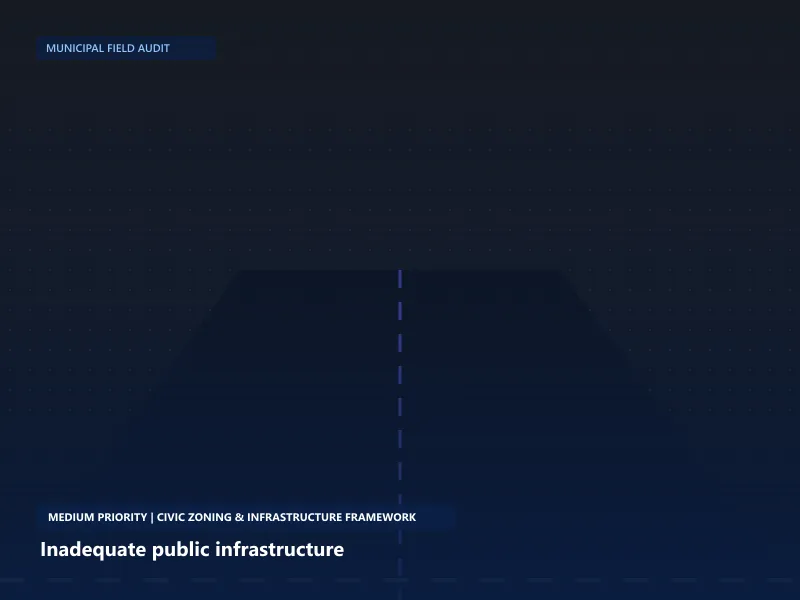 MUNICIPAL FIELD AUDIT
MEDIUM PRIORITY | CIVIC ZONING & INFRASTRUCTURE FRAMEWORK
Inadequate public infrastructure